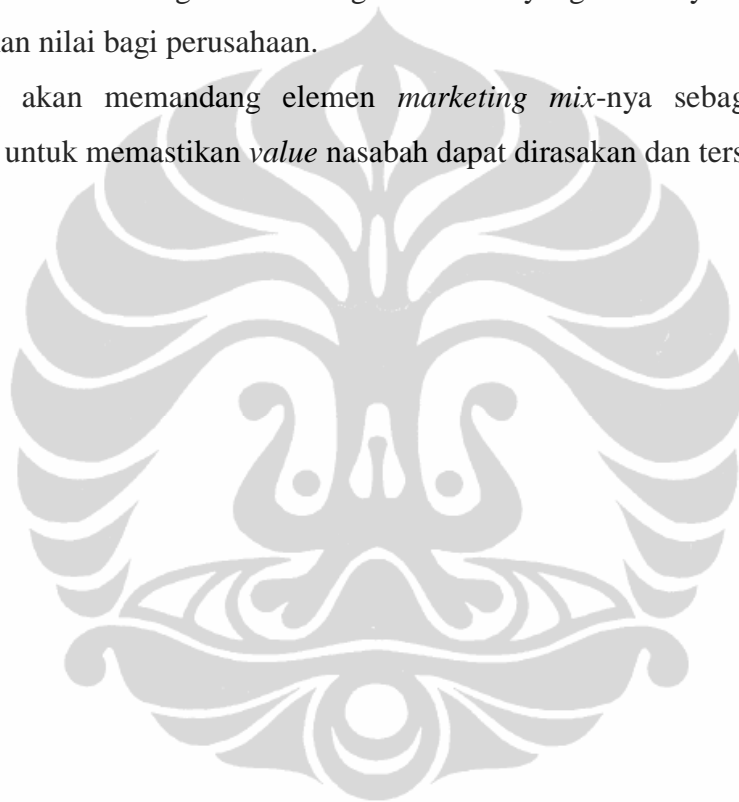 an nilai bagi perusahaan.
akan memandang elemen marketing mix-nya sebag
untuk memastikan value nasabah dapat dirasakan dan ters